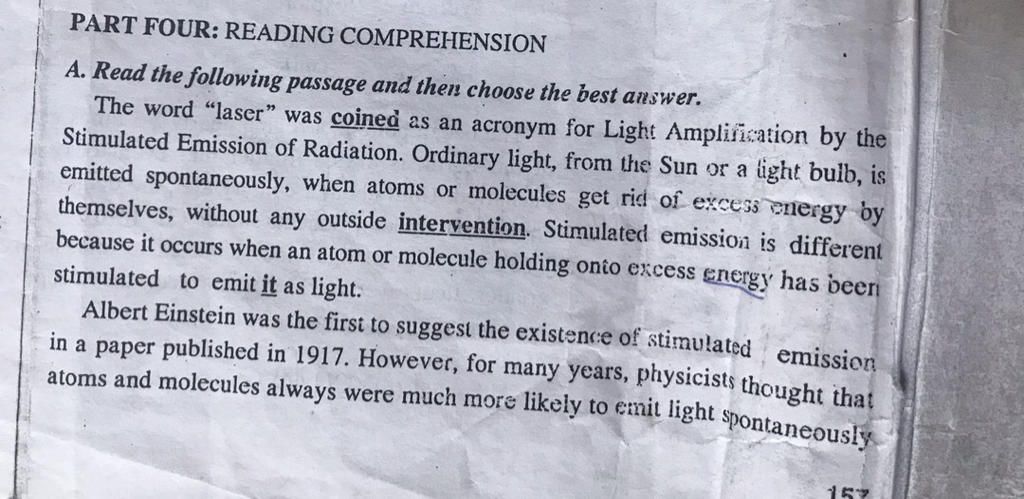 PART FOUR: READING COMPREHENSION
A. Read the following passage and then choose the best answer.
The word “laser” was coined as an acronym for Light Amplification by the
Stimulated Emission of Radiation. Ordinary light, from the Sun or a light bulb, is
emitted spontaneously, when atoms or molecules get rid of excess energy by
themselves, without any outside intervention. Stimulated emission is different
because it occurs when an atom or molecule holding onto excess energy has been
stimulated to emit it as light.
Albert Einstein was the first to suggest the existence of stimulated emission
in a paper published in 1917. However, for many years, physicists thought that
atoms and molecules always were much more likely to emit light spontaneously
157